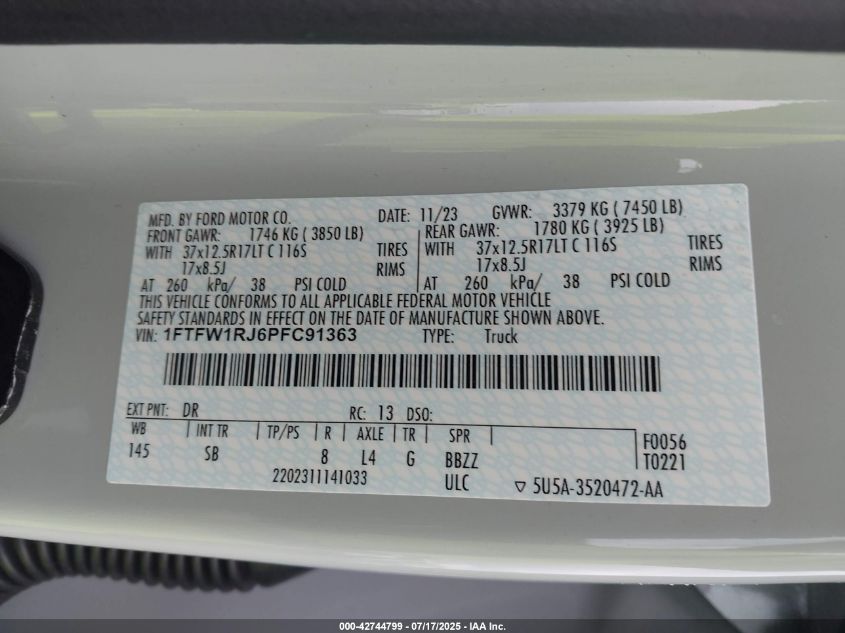 MFD. BY FORD MOTOR CO. DATE: 11/23 GVWR: 3379 KG ( 7450 LB)
FRONT GAWR: 1746 KG ( 3850 LB) REAR GAWR: 1780 KG ( 3925 LB)
WITH 37x12.5R17LT C 116S TIRES WITH 37x12.5R17LT C 116S TIRES
17x8.5J RIMS 17x8.5J RIMS
AT 260 kPa/ 38 PSI COLD AT 260 kPa/ 38 PSI COLD
THIS VEHICLE CONFORMS TO ALL APPLICABLE FEDERAL MOTOR VEHICLE
SAFETY STANDARDS IN EFFECT ON THE DATE OF MANUFACTURE SHOWN ABOVE.
VIN: 1FTFW1RJ6PFC91363 TYPE: Truck
EXT PNT: DR RC: 13 DSO:
WB INT TR TP/PS R AXLE TR SPR F0056
145 SB 8 L4 G BBZZ T0221
2202311141033 ULC ▽ 5U5A-3520472-AA
000-42744799 - 07/17/2025 - IAA Inc.